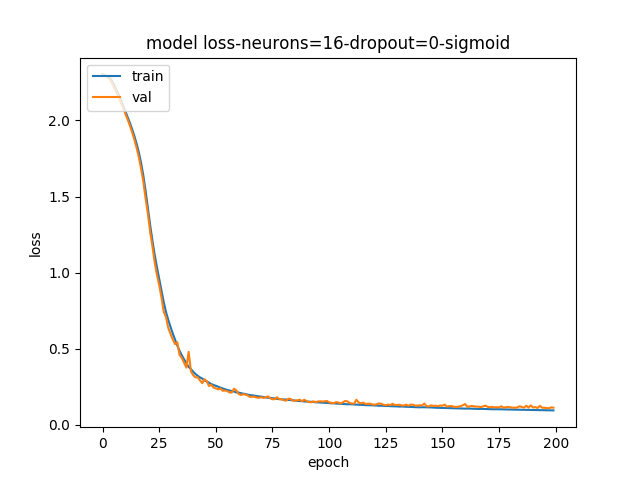 model loss-neurons=16-dropout=0-sigmoid
train
val
2.0
1.5
1.0
0.5
0.0
loss
0 25 50 75 100 125 150 175 200
epoch